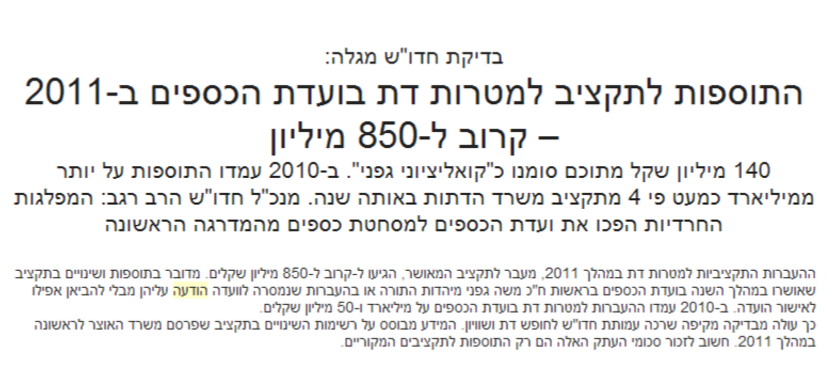 בדיקת חדו"ש מגלה:
התוספות לתקציב למטרות דת בועדת הכספים ב-2011
– קרוב ל-850 מיליון
140 מיליון שקל מתוכם סומנו כ"קואליציוני גפני". ב-2010 עמדו התוספות על יותר
ממיליארד כמעט פי 4 מתקציב משרד הדתות באותה שנה. מנכ"ל חדו"ש הרב רגב: המפלגות
החרדיות הפכו את ועדת הכספים למסחטת כספים מהמדרגה הראשונה
ההעברות התקציביות למטרות דת במהלך 2011, מעבר לתקציב המאושר, הגיעו ל-קרוב ל-850 מיליון שקלים. מדובר בתוספות ושינויים בתקציב
שאושרו במהלך השנה בועדת הכספים בראשות ח"כ משה גפני מיהדות התורה או בהעברות שנמסרה לוועדה הודעה עליהן מבלי להביאן אפילו
לאישור הועדה. ב-2010 עמדו ההעברות למטרות דת בועדת הכספים על מיליארד ו-50 מיליון שקלים.
כך עולה מבדיקה מקיפה שרכה עמותת חדו"ש לחופש דת ושוויון. המידע מבוסס על רשימות השינויים בתקציב שפרסם משרד האוצר לראשונה
במהלך 2011. חשוב לזכור סכומי העתק האלה הם רק התוספות לתקציבים המקוריים.